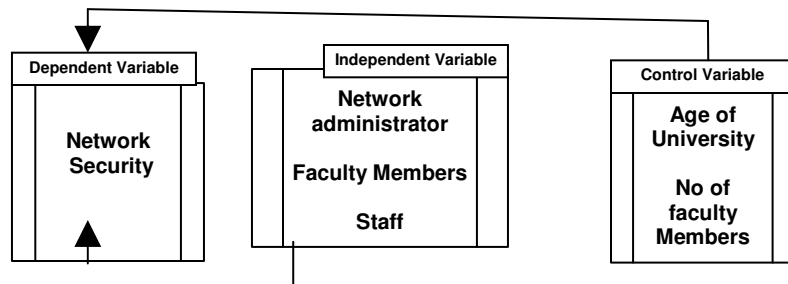 Dependent Variable
Network
Security
Independent Variable
Network
administrator
Faculty Members
Staff
Control Variable
Age of
University
No of
faculty
Members